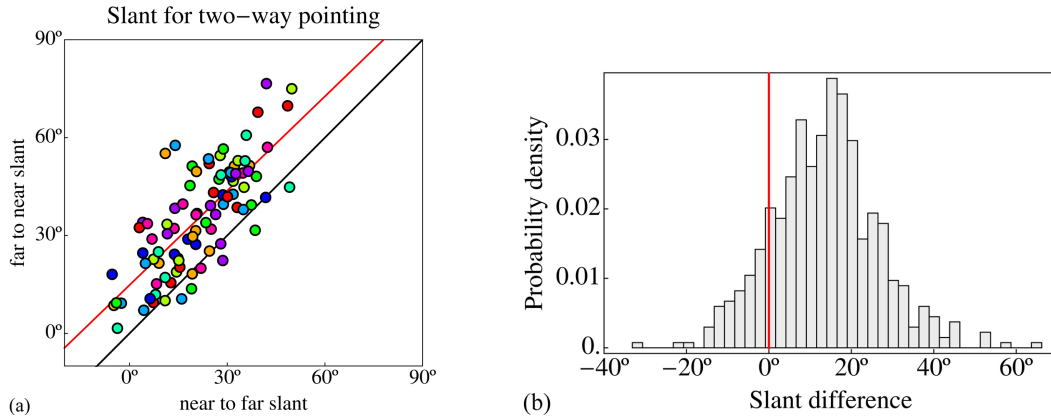 Slant for two−way pointing
90º
60º
30º
0º
far to near slant
0º
30º
60º
90º
near to far slant
(a)
Probability density
0.03
0.02
0.01
0.
−40º
−20º
0º
20º
40º
60º
Slant difference
(b)